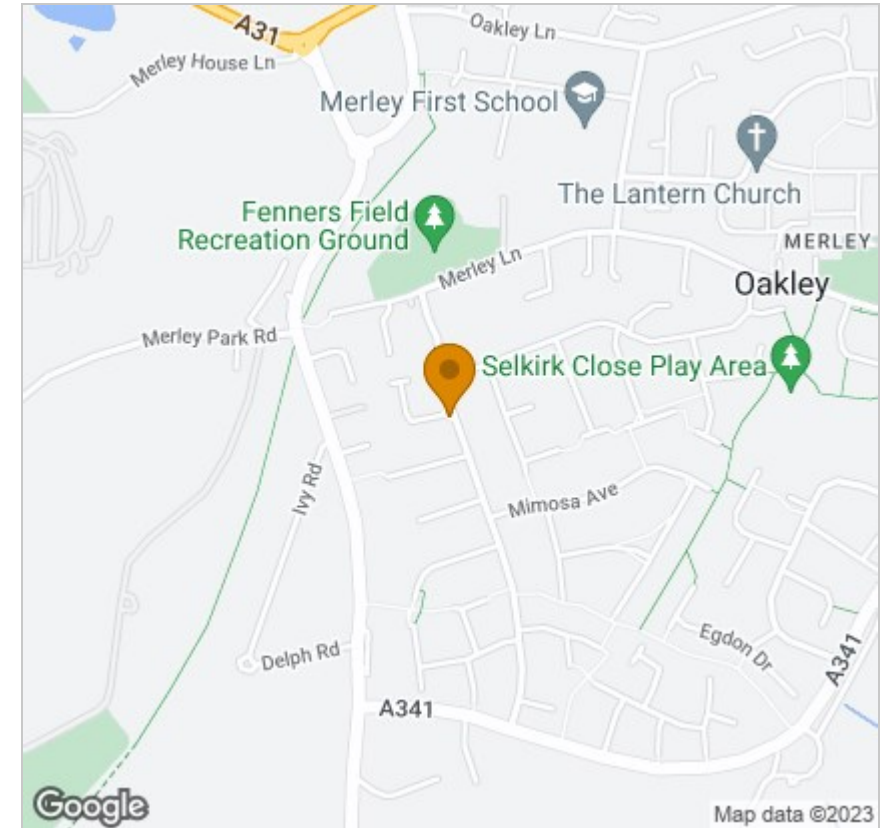 A31
Oakley Ln
Merley House Ln
Merley First School
The Lantern Church
Fenners Field
Recreation Ground
MERLEY
Merley Ln
Oakley
Merley Park Rd
Selkirk Close Play Area
Ivy Rd
Mimosa Ave
Egdon Dr
Delph Rd
A341
A341
Google
Map data ©2023